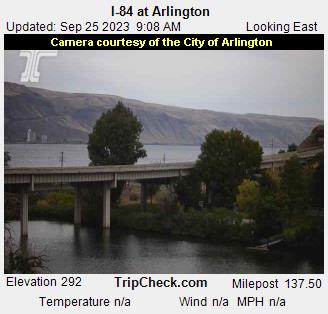 I-84 at Arlington
Updated: Sep 25 2023 9:08 AM Looking East
Camera courtesy of the City of Arlington
Elevation 292 TripCheck.com Milepost 137.50
Temperature n/a Wind n/a MPH n/a